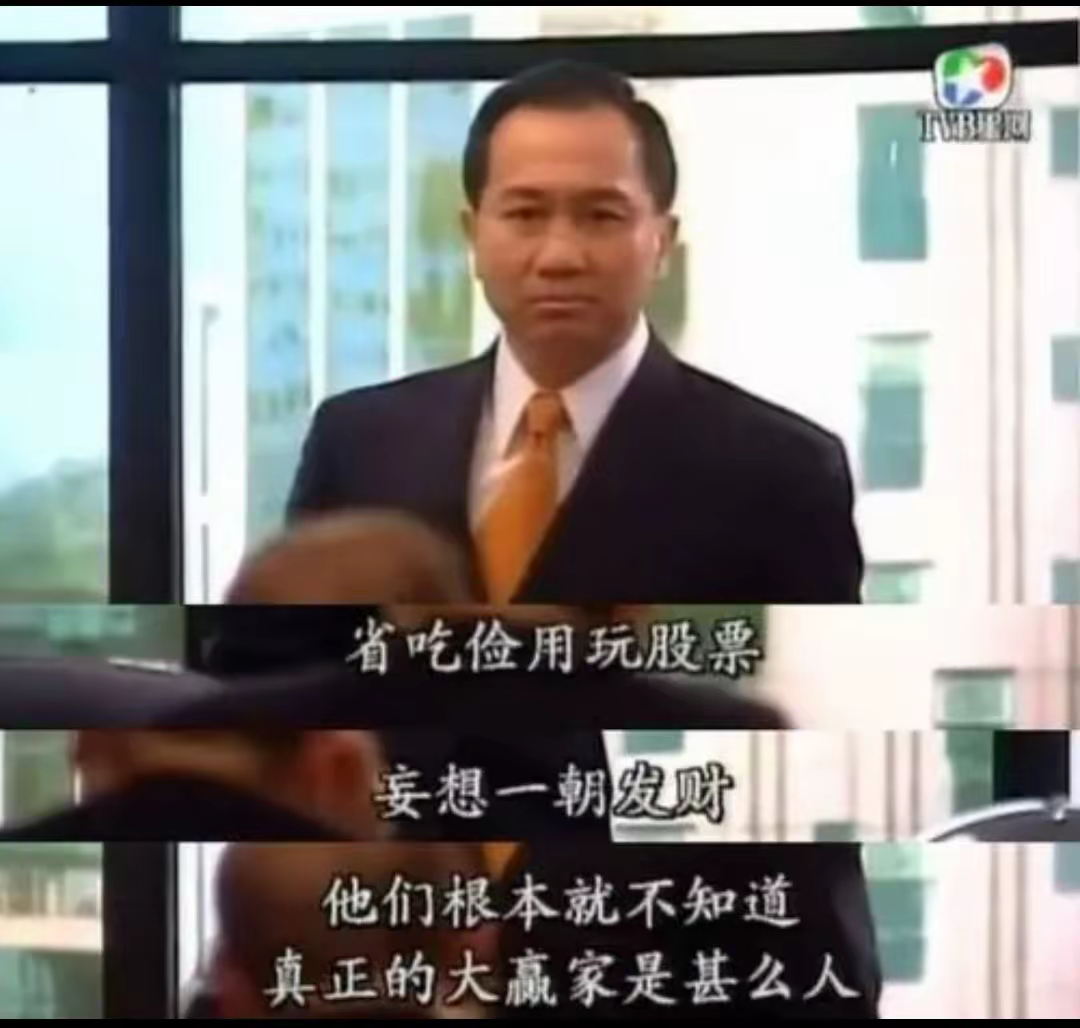 TVB星河
省吃俭用玩股票
妄想一朝发财
他们根本就不知道
真正的大赢家是甚么人